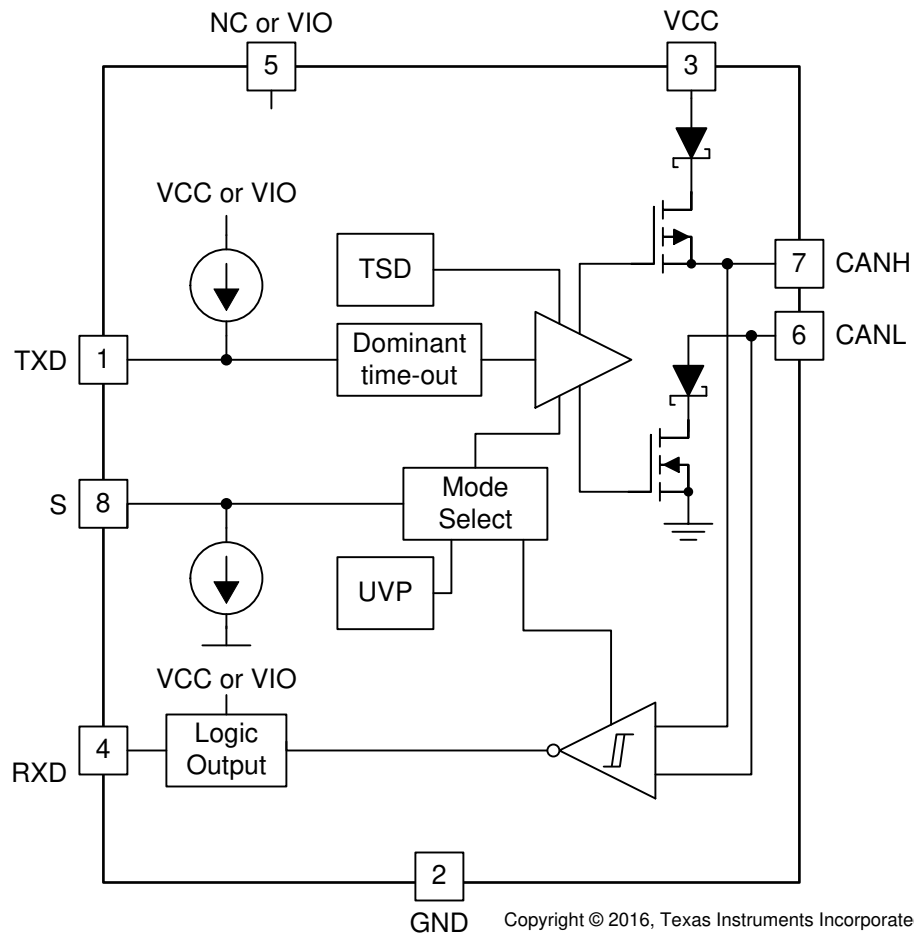 NC or VIO
VCC
5
3
VCC or VIO
TSD
7
CANH
TXD
1
Dominant
time-out
6
CANL
S
8
Mode
Select
UVP
VCC or VIO
RXD
4
Logic
Output
2
GND
Copyright © 2016, Texas Instruments Incorporate